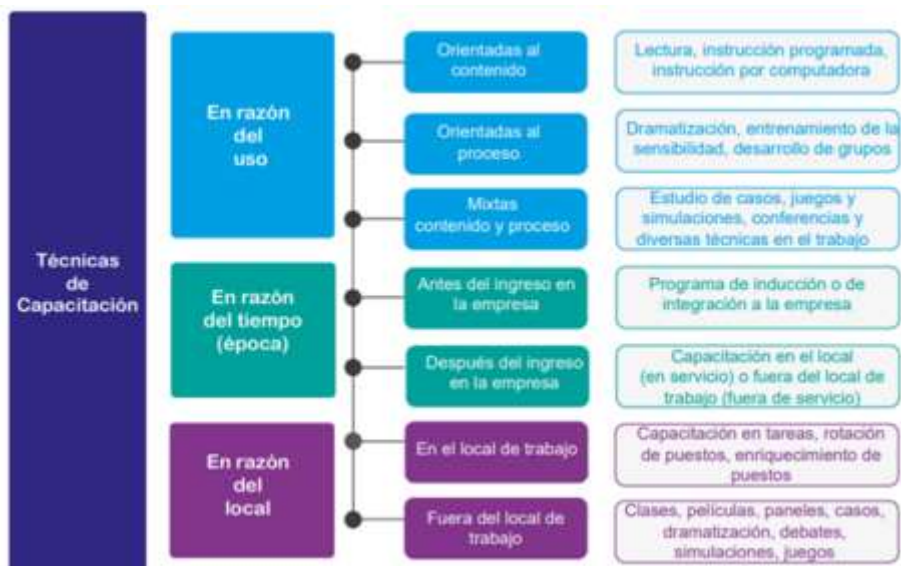 Técnicas
de
Capacitación
En razón
del
uso
Orientadas al
contenido
Lectura, instrucción programada,
instrucción por computadora
Orientadas al
proceso
Dramatización, entrenamiento de la
sensibilidad, desarrollo de grupos
Mixtas
contenido y proceso
Estudio de casos, juegos y
simulaciones, conferencias y
diversas técnicas en el trabajo
En razón
del tiempo
(época)
Antes del ingreso en
la empresa
Programa de inducción o de
integración a la empresa
Después del ingreso
en la empresa
Capacitación en el local
(en servicio) o fuera del local de
trabajo (fuera de servicio)
En razón
del
local
En el local de trabajo
Capacitación en tareas, rotación
de puestos, enriquecimiento de
puestos
Fuera del local de
trabajo
Clases, películas, paneles, casos,
dramatización, debates,
simulaciones, juegos